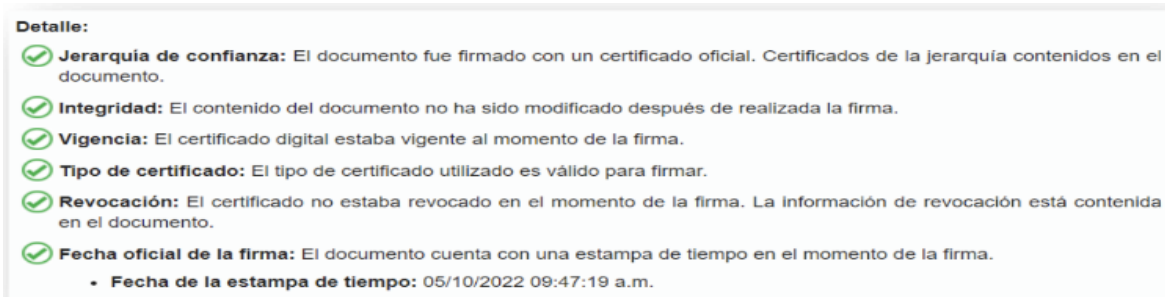 Detalle:
Jerarquía de confianza: El documento fue firmado con un certificado oficial. Certificados de la jerarquía contenidos en el
documento.
Integridad: El contenido del documento no ha sido modificado después de realizada la firma.
Vigencia: El certificado digital estaba vigente al momento de la firma.
Tipo de certificado: El tipo de certificado utilizado es válido para firmar.
Revocación: El certificado no estaba revocado en el momento de la firma. La información de revocación está contenida
en el documento.
Fecha oficial de la firma: El documento cuenta con una estampa de tiempo en el momento de la firma.
• Fecha de la estampa de tiempo: 05/10/2022 09:47:19 a.m.